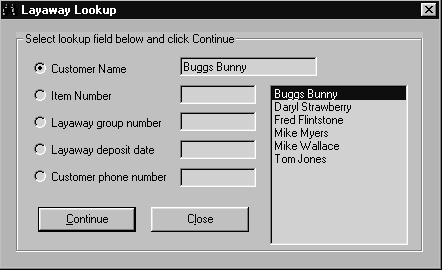 Layaway Lookup
Select lookup field below and click Continue
Customer Name
Buggs Bunny
Item Number
Layaway group number
Layaway deposit date
Customer phone number
Buggs Bunny
Daryl Strawberry
Fred Flintstone
Mike Myers
Mike Wallace
Tom Jones
Continue
Close